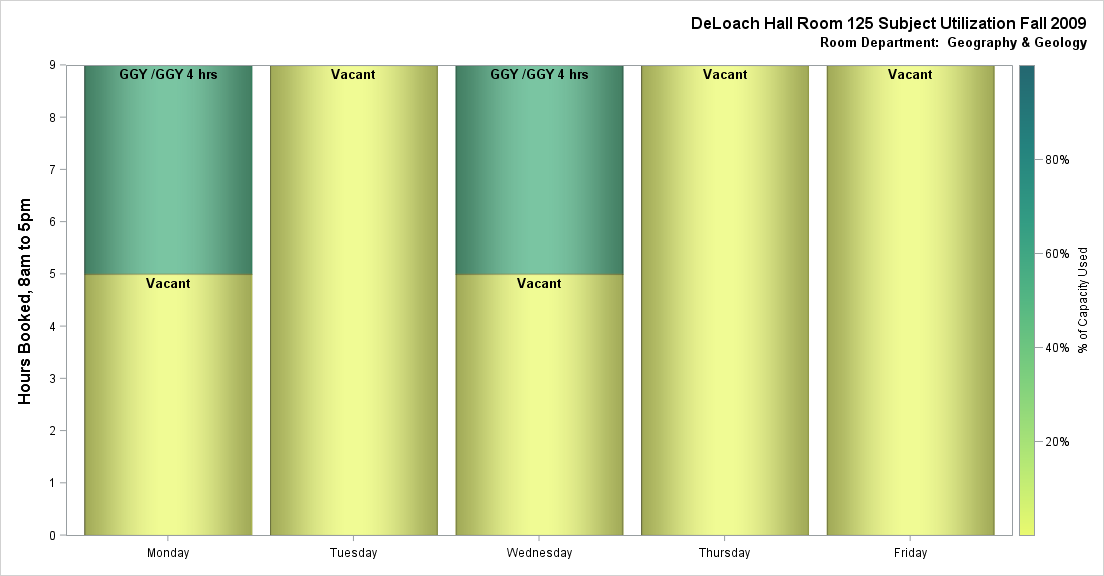 DeLoach Hall Room 125 Subject Utilization Fall 2009
Room Department:  Geography & Geology
Hours Booked, 8am to 5pm
9
8
7
6
5
4
3
2
1
0
GGY /GGY 4 hrs
Vacant
GGY /GGY 4 hrs
Vacant
Vacant
Vacant
Vacant
Monday
Tuesday
Wednesday
Thursday
Friday
80%
60%
40%
20%
% of Capacity Used